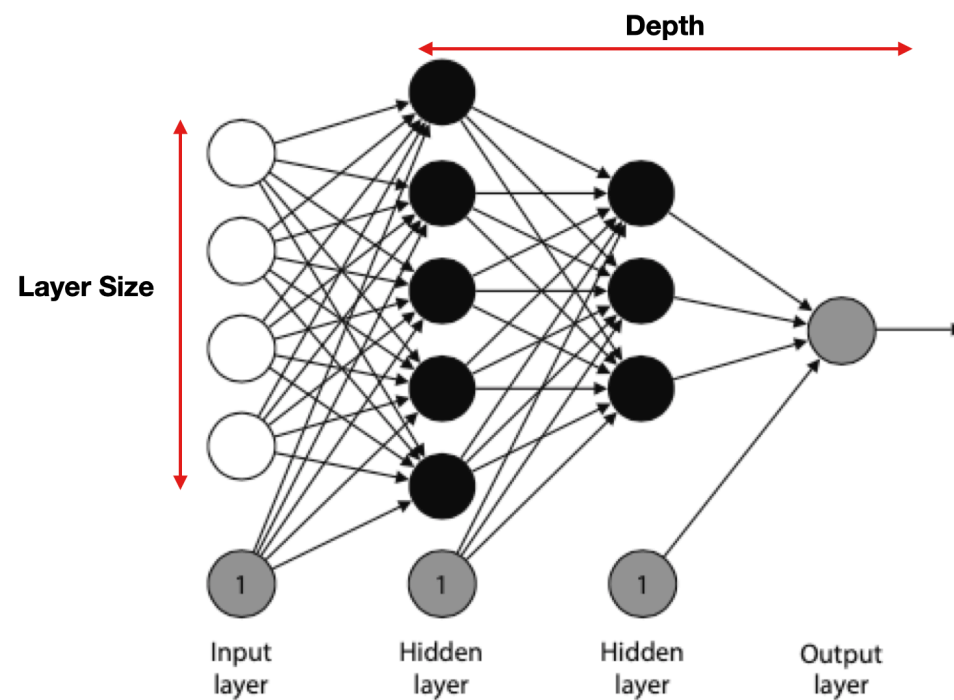 Depth
Layer Size
1
1
1
Input
layer
Hidden
layer
Hidden
layer
Output
layer